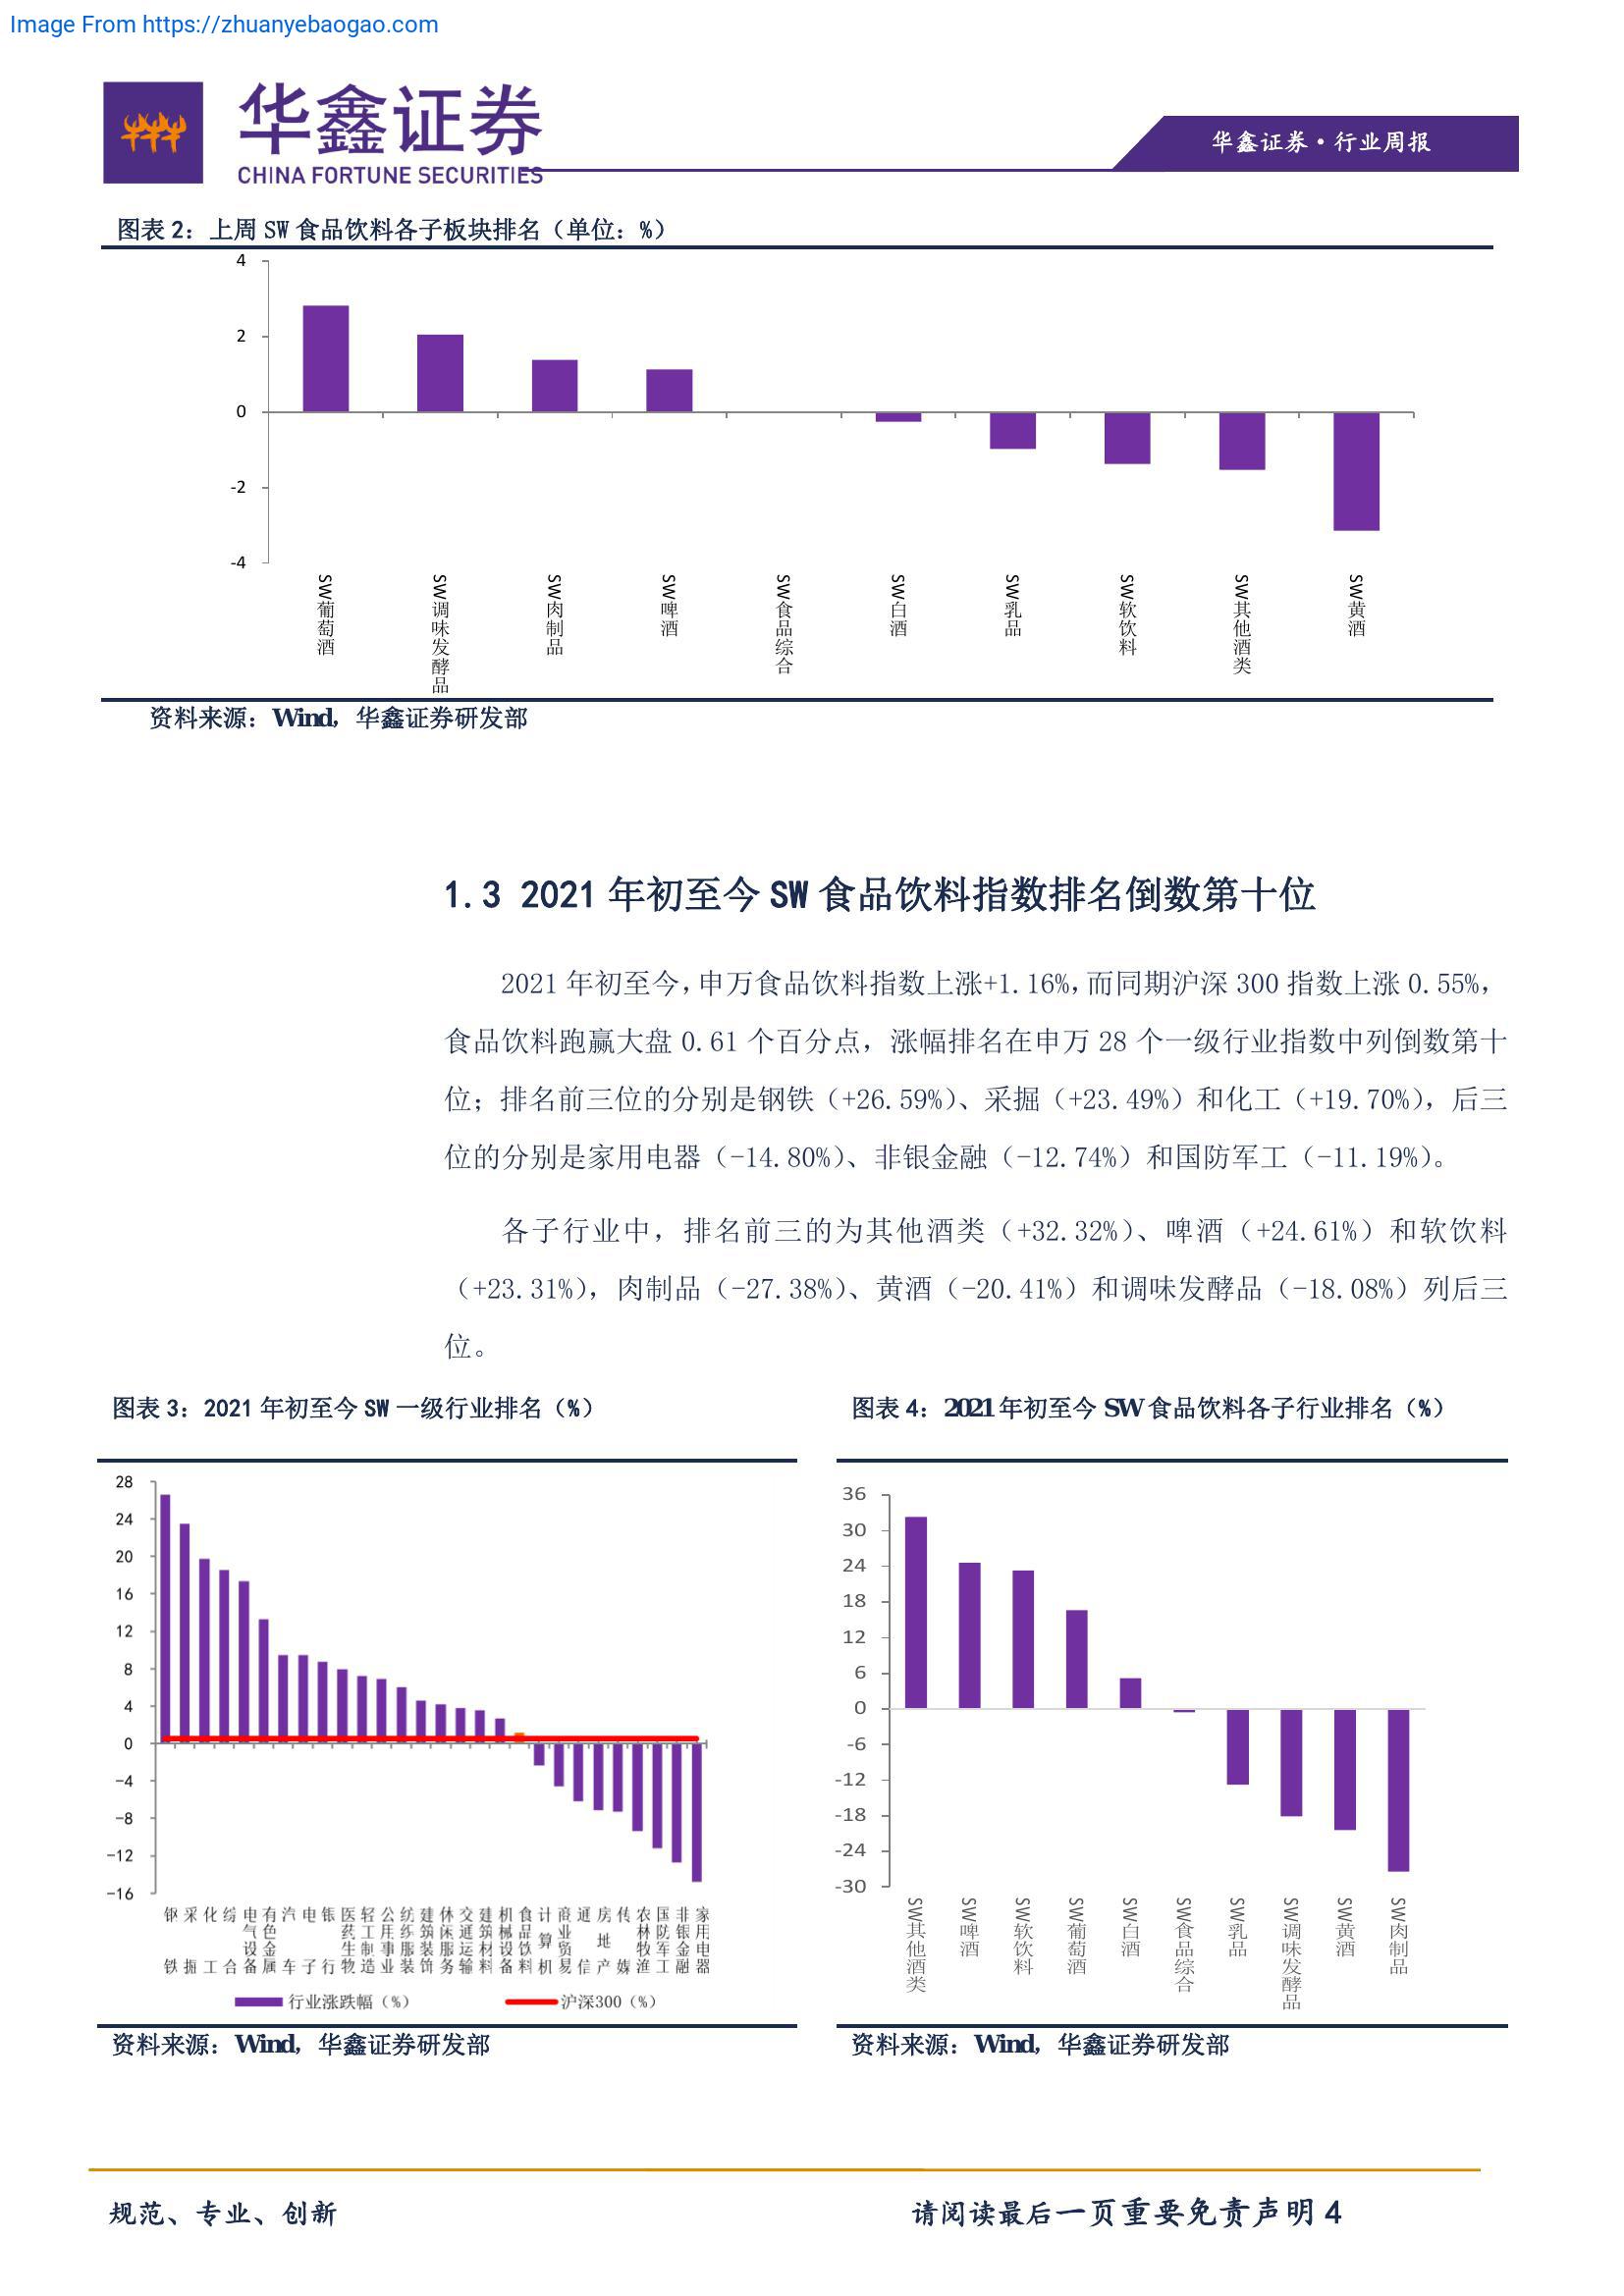 Image From https://zhuanyebaogao.com
华鑫证券
CHINA FORTUNE SECURITIES
华鑫证券·行业周报
图表 2：上周 SW 食品饮料各子板块排名（单位：%）
4
2
0
-2
-4
SW葡萄酒
SW调味发酵品
SW肉制品
SW啤酒
SW食品综合
SW白酒
SW乳品
SW软饮料
SW其他酒类
SW黄酒
资料来源：Wind，华鑫证券研发部
1.3 2021 年初至今 SW 食品饮料指数排名倒数第十位
2021 年初至今，申万食品饮料指数上涨+1.16%，而同期沪深 300 指数上涨 0.55%，
食品饮料跑赢大盘 0.61 个百分点，涨幅排名在申万 28 个一级行业指数中列倒数第十
位；排名前三位的分别是钢铁（+26.59%）、采掘（+23.49%）和化工（+19.70%），后三
位的分别是家用电器（-14.80%）、非银金融（-12.74%）和国防军工（-11.19%）。
各子行业中，排名前三的为其他酒类（+32.32%）、啤酒（+24.61%）和软饮料
（+23.31%），肉制品（-27.38%）、黄酒（-20.41%）和调味发酵品（-18.08%）列后三
位。
图表 3：2021 年初至今 SW 一级行业排名（%）
28
24
20
16
12
8
4
0
-4
-8
-12
-16
钢铁
采掘
化工
综合
电气设备
有色金属
汽车
电子
银行
医药生物
轻工制造
公用事业
纺织服装
建筑装饰
休闲服务
交通运输
建筑材料
机械设备
食品饮料
计算机
商业贸易
通信
房地产
传媒
农林牧渔
国防军工
非银金融
家用电器
行业涨跌幅（%）
沪深300（%）
资料来源：Wind，华鑫证券研发部
图表 4：2021 年初至今 SW 食品饮料各子行业排名（%）
36
30
24
18
12
6
0
-6
-12
-18
-24
-30
SW其他酒类
SW啤酒
SW软饮料
SW葡萄酒
SW白酒
SW食品综合
SW乳品
SW调味发酵品
SW黄酒
SW肉制品
资料来源：Wind，华鑫证券研发部
规范、专业、创新
请阅读最后一页重要免责声明 4